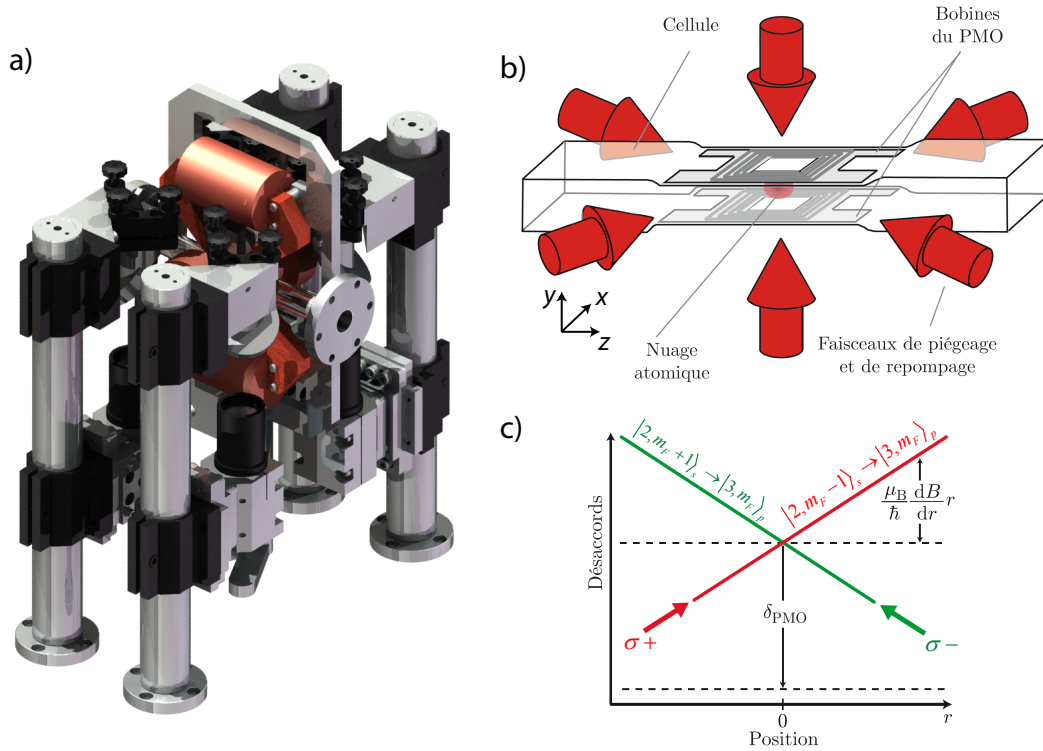 a)
b)
Cellule
Bobines
du PMO
y
x
z
Nuage
atomique
Faisceaux de piégeage
et de repompage
c)
Désaccords
|2, m_F +1⟩_s → |3, m_F⟩_p
|2, m_F −1⟩_s → |3, m_F⟩_p
μ_B/ħ dB/dr r
δ_PMO
σ+
σ−
0
r
Position